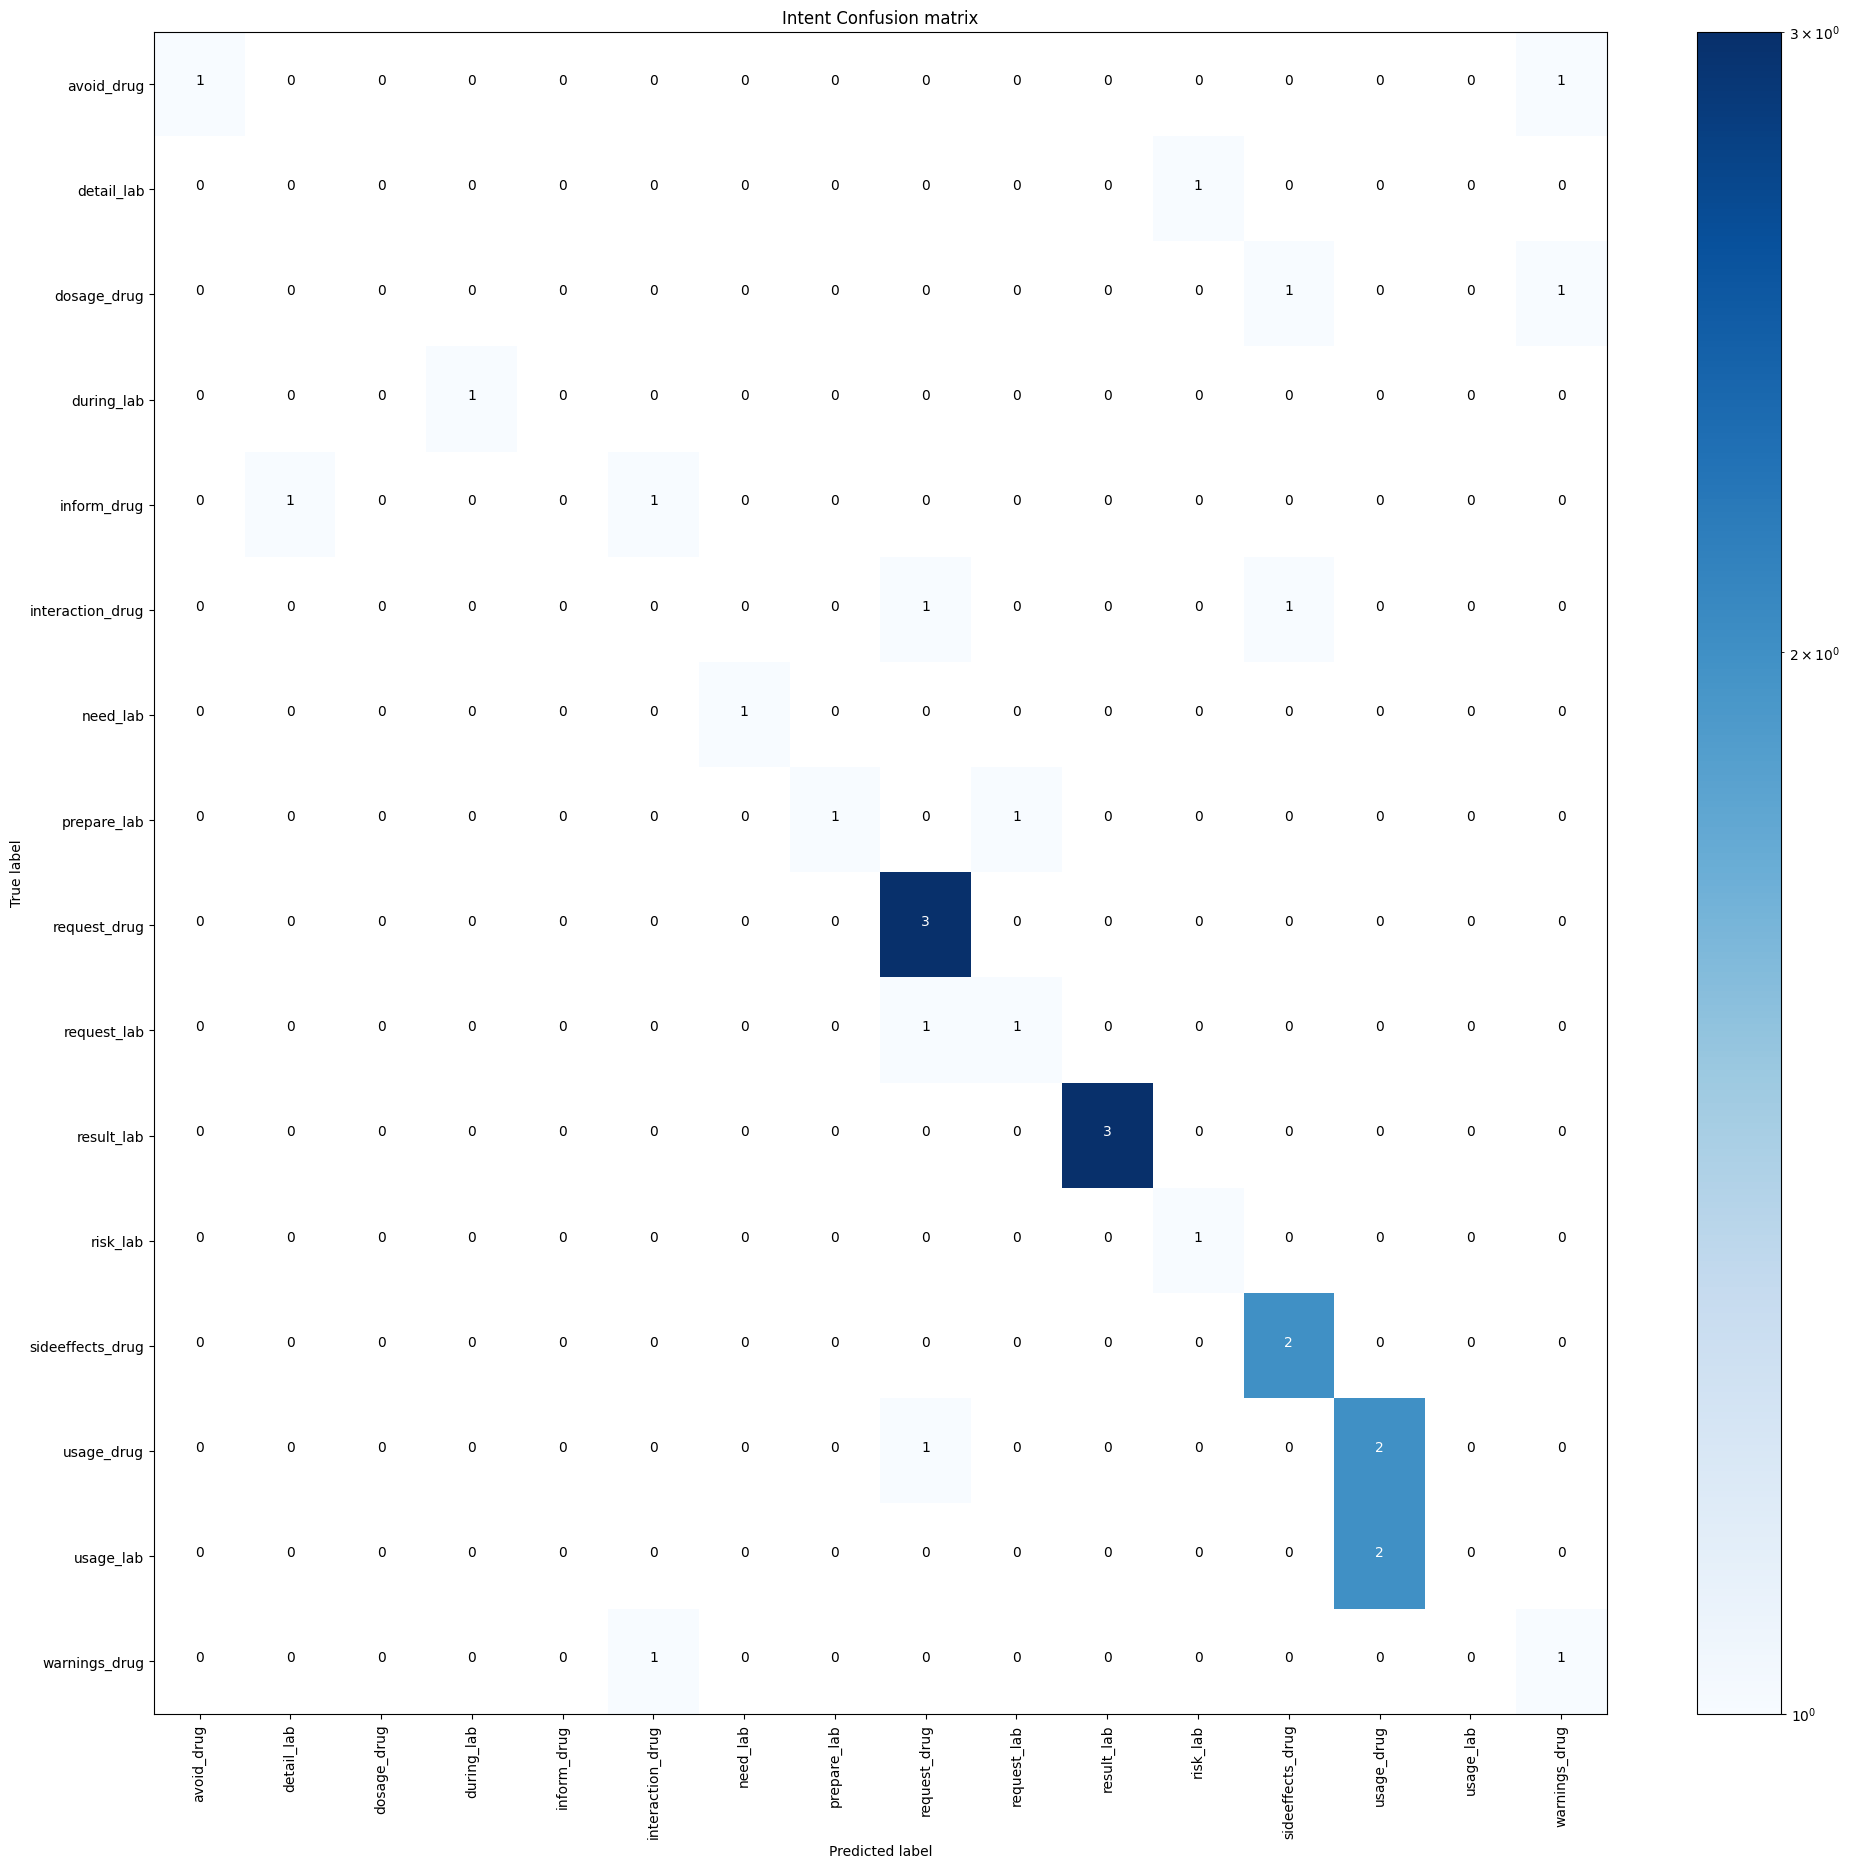 Intent Confusion matrix
avoid_drug 1 0 0 0 0 0 0 0 0 0 0 0 0 0 0 1
detail_lab 0 0 0 0 0 0 0 0 0 0 0 1 0 0 0 0
dosage_drug 0 0 0 0 0 0 0 0 0 0 0 0 1 0 0 1
during_lab 0 0 0 1 0 0 0 0 0 0 0 0 0 0 0 0
inform_drug 0 1 0 0 0 1 0 0 0 0 0 0 0 0 0 0
interaction_drug 0 0 0 0 0 0 0 0 1 0 0 0 1 0 0 0
need_lab 0 0 0 0 0 0 1 0 0 0 0 0 0 0 0 0
prepare_lab 0 0 0 0 0 0 0 1 0 1 0 0 0 0 0 0
request_drug 0 0 0 0 0 0 0 0 3 0 0 0 0 0 0 0
request_lab 0 0 0 0 0 0 0 0 1 1 0 0 0 0 0 0
result_lab 0 0 0 0 0 0 0 0 0 0 3 0 0 0 0 0
risk_lab 0 0 0 0 0 0 0 0 0 0 0 1 0 0 0 0
sideeffects_drug 0 0 0 0 0 0 0 0 0 0 0 0 2 0 0 0
usage_drug 0 0 0 0 0 0 0 0 1 0 0 0 0 2 0 0
usage_lab 0 0 0 0 0 0 0 0 0 0 0 0 0 2 0 0
warnings_drug 0 0 0 0 0 1 0 0 0 0 0 0 0 0 0 1
True label
avoid_drug
detail_lab
dosage_drug
during_lab
inform_drug
interaction_drug
need_lab
prepare_lab
request_drug
request_lab
result_lab
risk_lab
sideeffects_drug
usage_drug
usage_lab
warnings_drug
Predicted label
3 × 10⁰
2 × 10⁰
10⁰